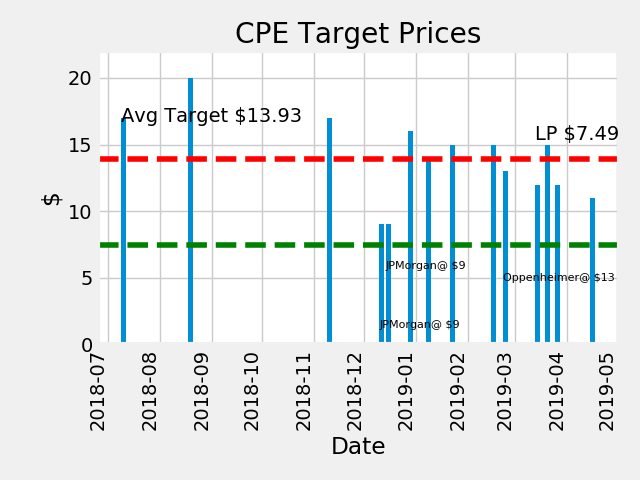 CPE Target Prices
20
Avg Target $13.93
LP $7.49
15
$
10
JPMorgan@ $9
Oppenheimer@ $13
5
JPMorgan@ $9
0
2018-07
2018-08
2018-09
2018-10
2018-11
2018-12
2019-01
2019-02
2019-03
2019-04
2019-05
Date